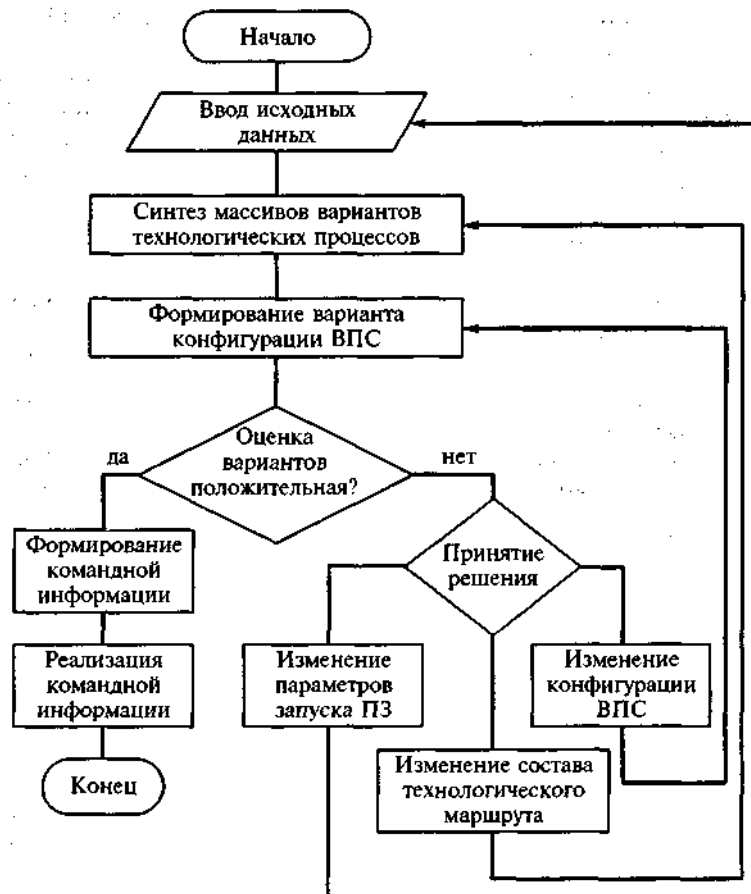 Начало
Ввод исходных
данных
Синтез массивов вариантов
технологических процессов
Формирование варианта
конфигурации ВПС
Оценка
вариантов
положительная?
да
нет
Формирование
командной
информации
Принятие
решения
Реализация
командной
информации
Изменение
параметров
запуска ПЗ
Изменение
конфигурации
ВПС
Конец
Изменение состава
технологического
маршрута